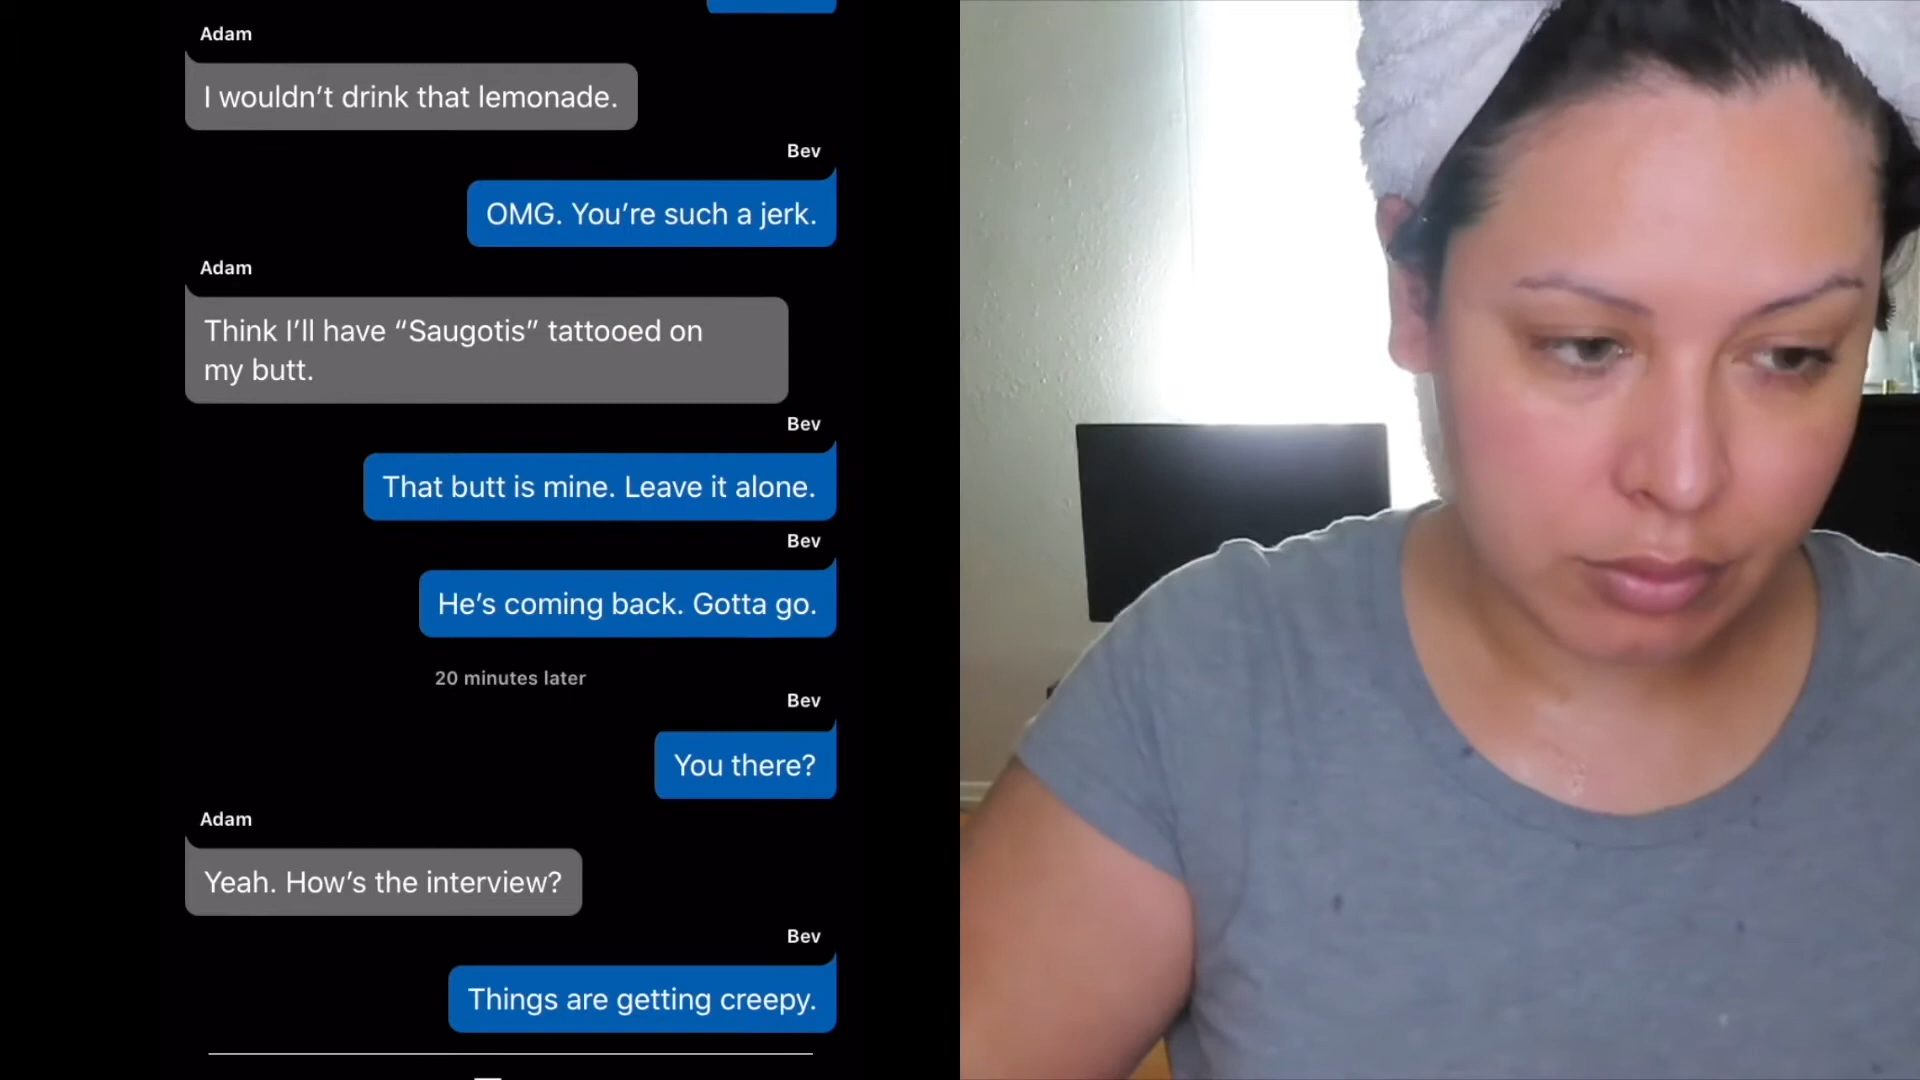 Adam
I wouldn’t drink that lemonade.
Bev
OMG. You’re such a jerk.
Adam
Think I’ll have “Saugotis” tattooed on
my butt.
Bev
That butt is mine. Leave it alone.
Bev
He’s coming back. Gotta go.
20 minutes later
Bev
You there?
Adam
Yeah. How’s the interview?
Bev
Things are getting creepy.